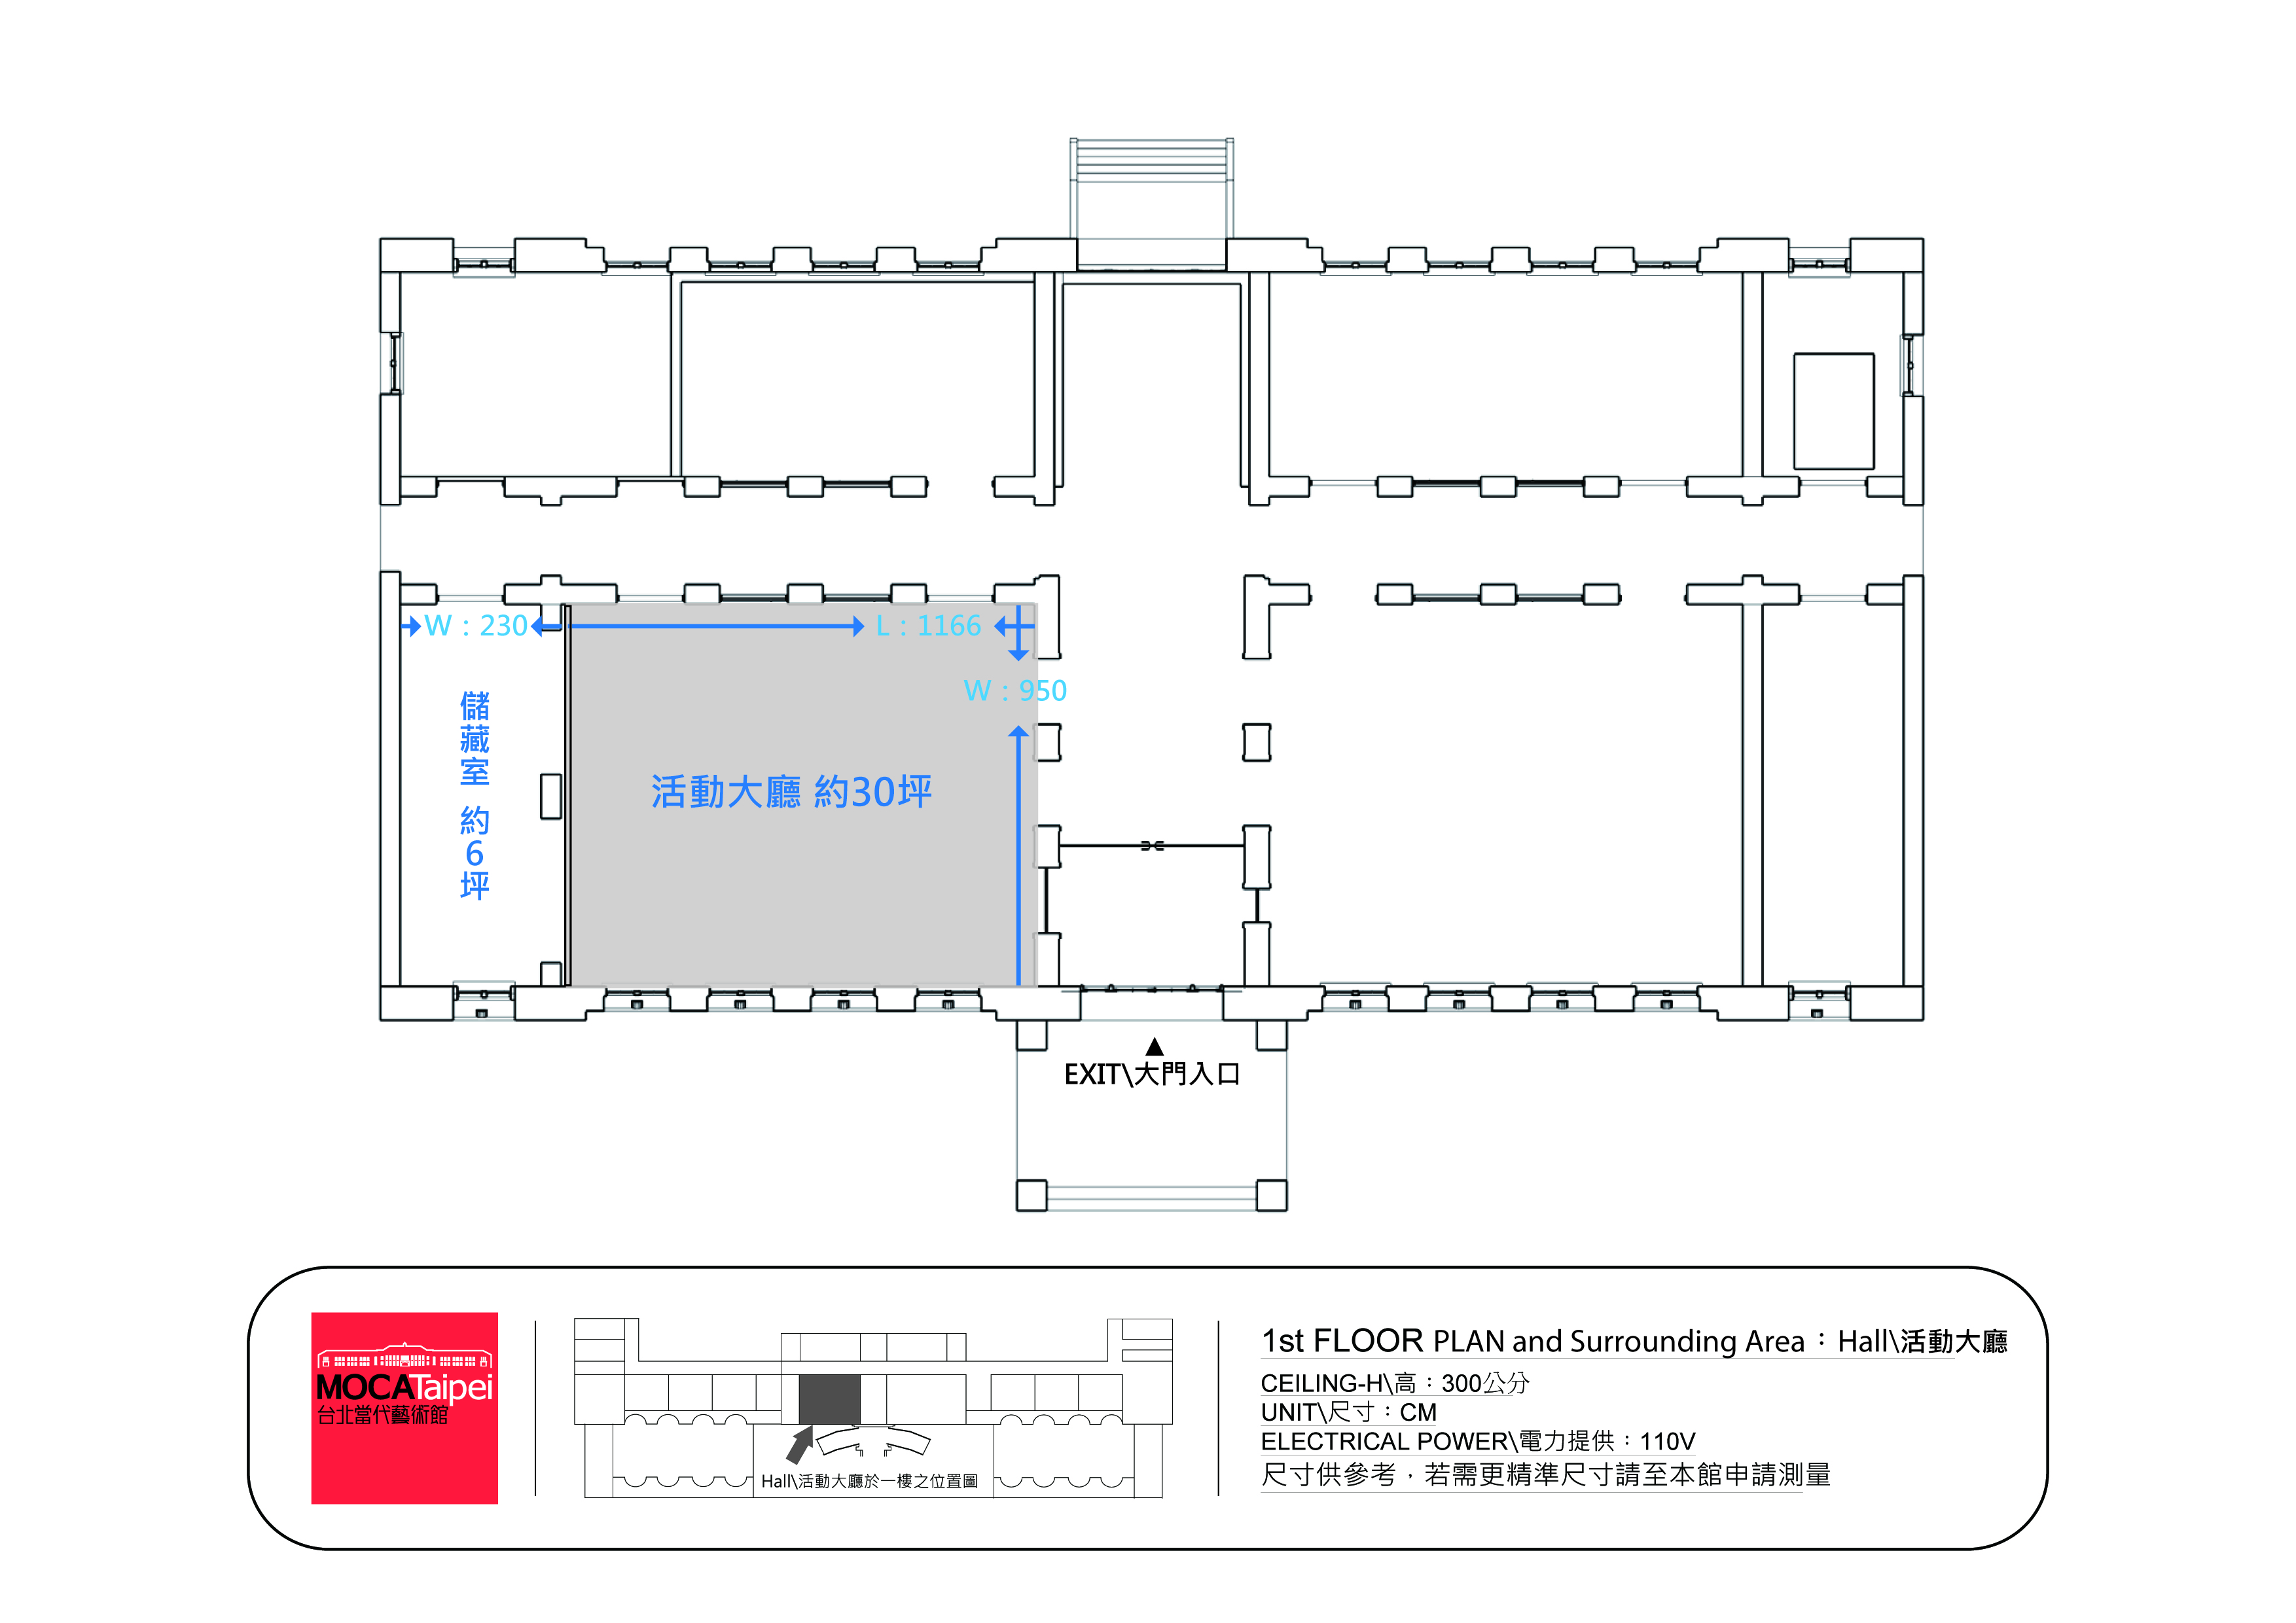 W：230
L：1166
W：950
儲藏室 約6坪
活動大廳 約30坪
EXIT\大門入口
MOCATaipei
台北當代藝術館
Hall\活動大廳於一樓之位置圖
1st FLOOR PLAN and Surrounding Area：Hall\活動大廳
CEILING-H\高：300公分
UNIT\尺寸：CM
ELECTRICAL POWER\電力提供：110V
尺寸供參考，若需更精準尺寸請至本館申請測量